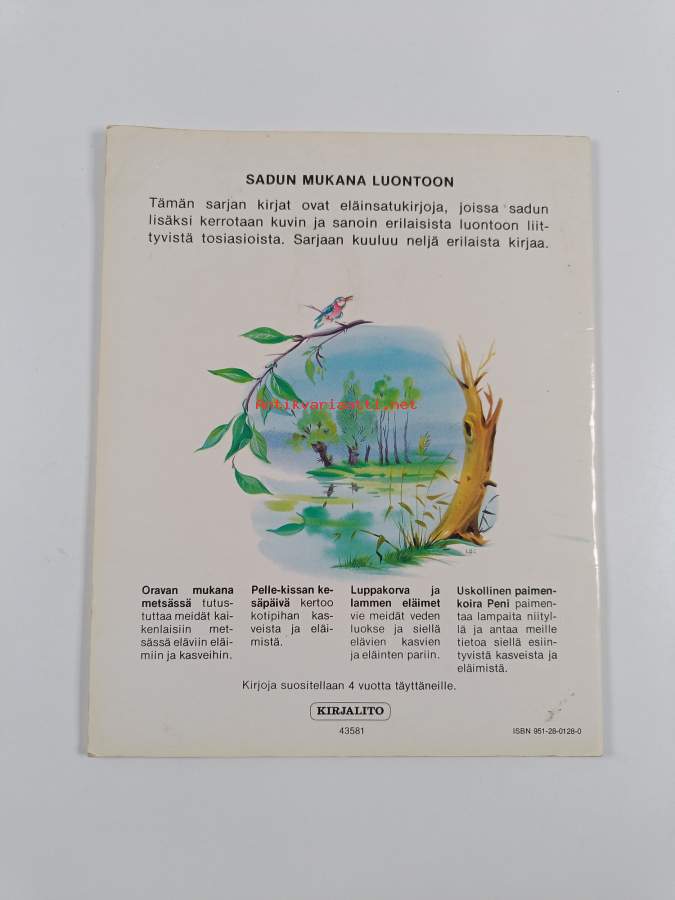 SADUN MUKANA LUONTOON
Tämän sarjan kirjat ovat eläinsatukirjoja, joissa sadun
lisäksi kerrotaan kuvin ja sanoin erilaisista luontoon liit-
tyvistä tosiasioista. Sarjaan kuuluu neljä erilaista kirjaa.
Antikvariaatti.net
Oravan mukana
metsässä tutus-
tuttaa meidät kai-
kenlaisiin met-
sässä eläviin eläi-
miin ja kasveihin.
Pelle-kissan ke-
säpäivä kertoo
kotipihan kas-
veista ja eläi-
mistä.
Luppakorva ja
lammen eläimet
vie meidät veden
luokse ja siellä
elävien kasvien
ja eläinten pariin.
Uskollinen paimen-
koira Peni paimen-
taa lampaita niityl-
lä ja antaa meille
tietoa siellä esiin-
tyvistä kasveista ja
eläimistä.
Kirjoja suositellaan 4 vuotta täyttäneille.
KIRJALITO
43581
ISBN 951-28-0128-0